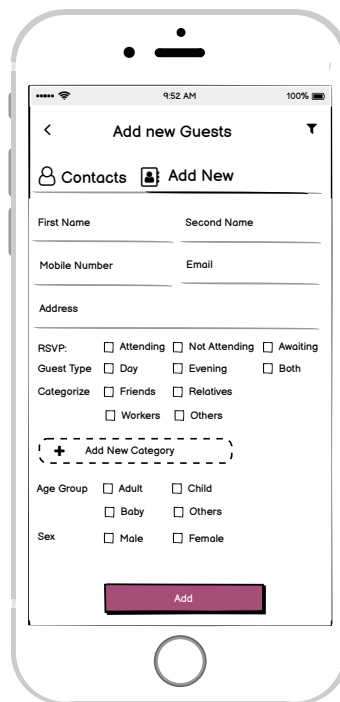 9:52 AM 100%
Add new Guests
Contacts Add New
First Name Second Name
Mobile Number Email
Address
RSVP: Attending Not Attending Awaiting
Guest Type Day Evening Both
Categorize Friends Relatives
Workers Others
+ Add New Category
Age Group Adult Child
Baby Others
Sex Male Female
Add